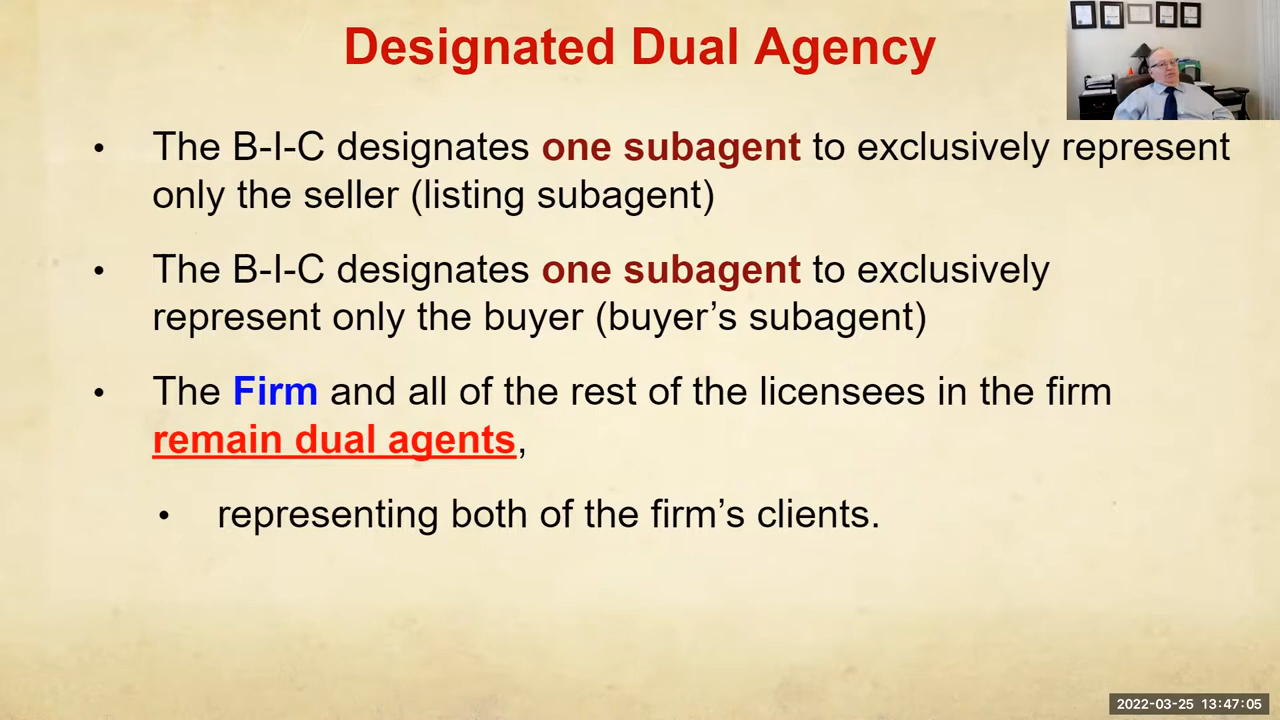 Designated Dual Agency
• The B-I-C designates one subagent to exclusively represent
only the seller (listing subagent)
• The B-I-C designates one subagent to exclusively
represent only the buyer (buyer’s subagent)
• The Firm and all of the rest of the licensees in the firm
remain dual agents,
• representing both of the firm’s clients.
2022-03-25 13:47:05